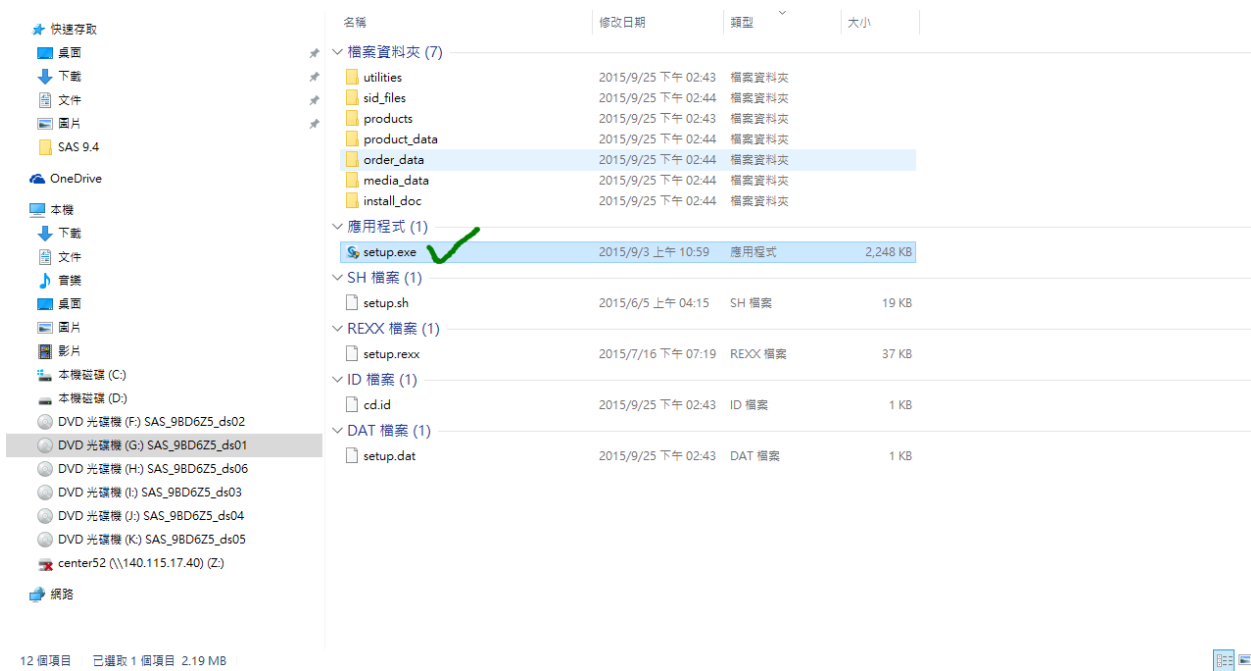 快速存取
桌面
下載
文件
圖片
SAS 9.4
OneDrive
本機
下載
文件
音樂
桌面
圖片
影片
本機磁碟 (C:)
本機磁碟 (D:)
DVD 光碟機 (F:) SAS_9BD6Z5_ds02
DVD 光碟機 (G:) SAS_9BD6Z5_ds01
DVD 光碟機 (H:) SAS_9BD6Z5_ds06
DVD 光碟機 (I:) SAS_9BD6Z5_ds03
DVD 光碟機 (J:) SAS_9BD6Z5_ds04
DVD 光碟機 (K:) SAS_9BD6Z5_ds05
center52 (\\140.115.17.40) (Z:)
網路
名稱 修改日期 類型 大小
檔案資料夾 (7)
utilities 2015/9/25 下午 02:43 檔案資料夾
sid_files 2015/9/25 下午 02:44 檔案資料夾
products 2015/9/25 下午 02:43 檔案資料夾
product_data 2015/9/25 下午 02:44 檔案資料夾
order_data 2015/9/25 下午 02:44 檔案資料夾
media_data 2015/9/25 下午 02:44 檔案資料夾
install_doc 2015/9/25 下午 02:44 檔案資料夾
應用程式 (1)
setup.exe 2015/9/3 上午 10:59 應用程式 2,248 KB
SH 檔案 (1)
setup.sh 2015/6/5 上午 04:15 SH 檔案 19 KB
REXX 檔案 (1)
setup.rexx 2015/7/16 下午 07:19 REXX 檔案 37 KB
ID 檔案 (1)
cd.id 2015/9/25 下午 02:43 ID 檔案 1 KB
DAT 檔案 (1)
setup.dat 2015/9/25 下午 02:43 DAT 檔案 1 KB
12 個項目 已選取 1 個項目 2.19 MB